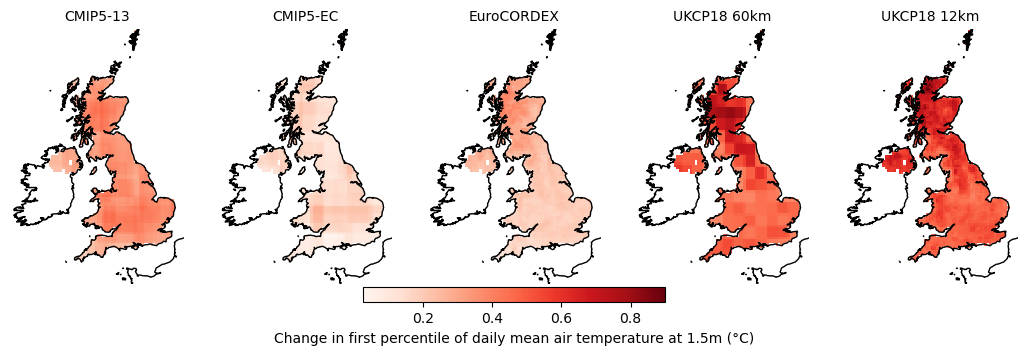 CMIP5-13 CMIP5-EC EuroCORDEX UKCP18 60km UKCP18 12km
0.2 0.4 0.6 0.8
Change in first percentile of daily mean air temperature at 1.5m (°C)